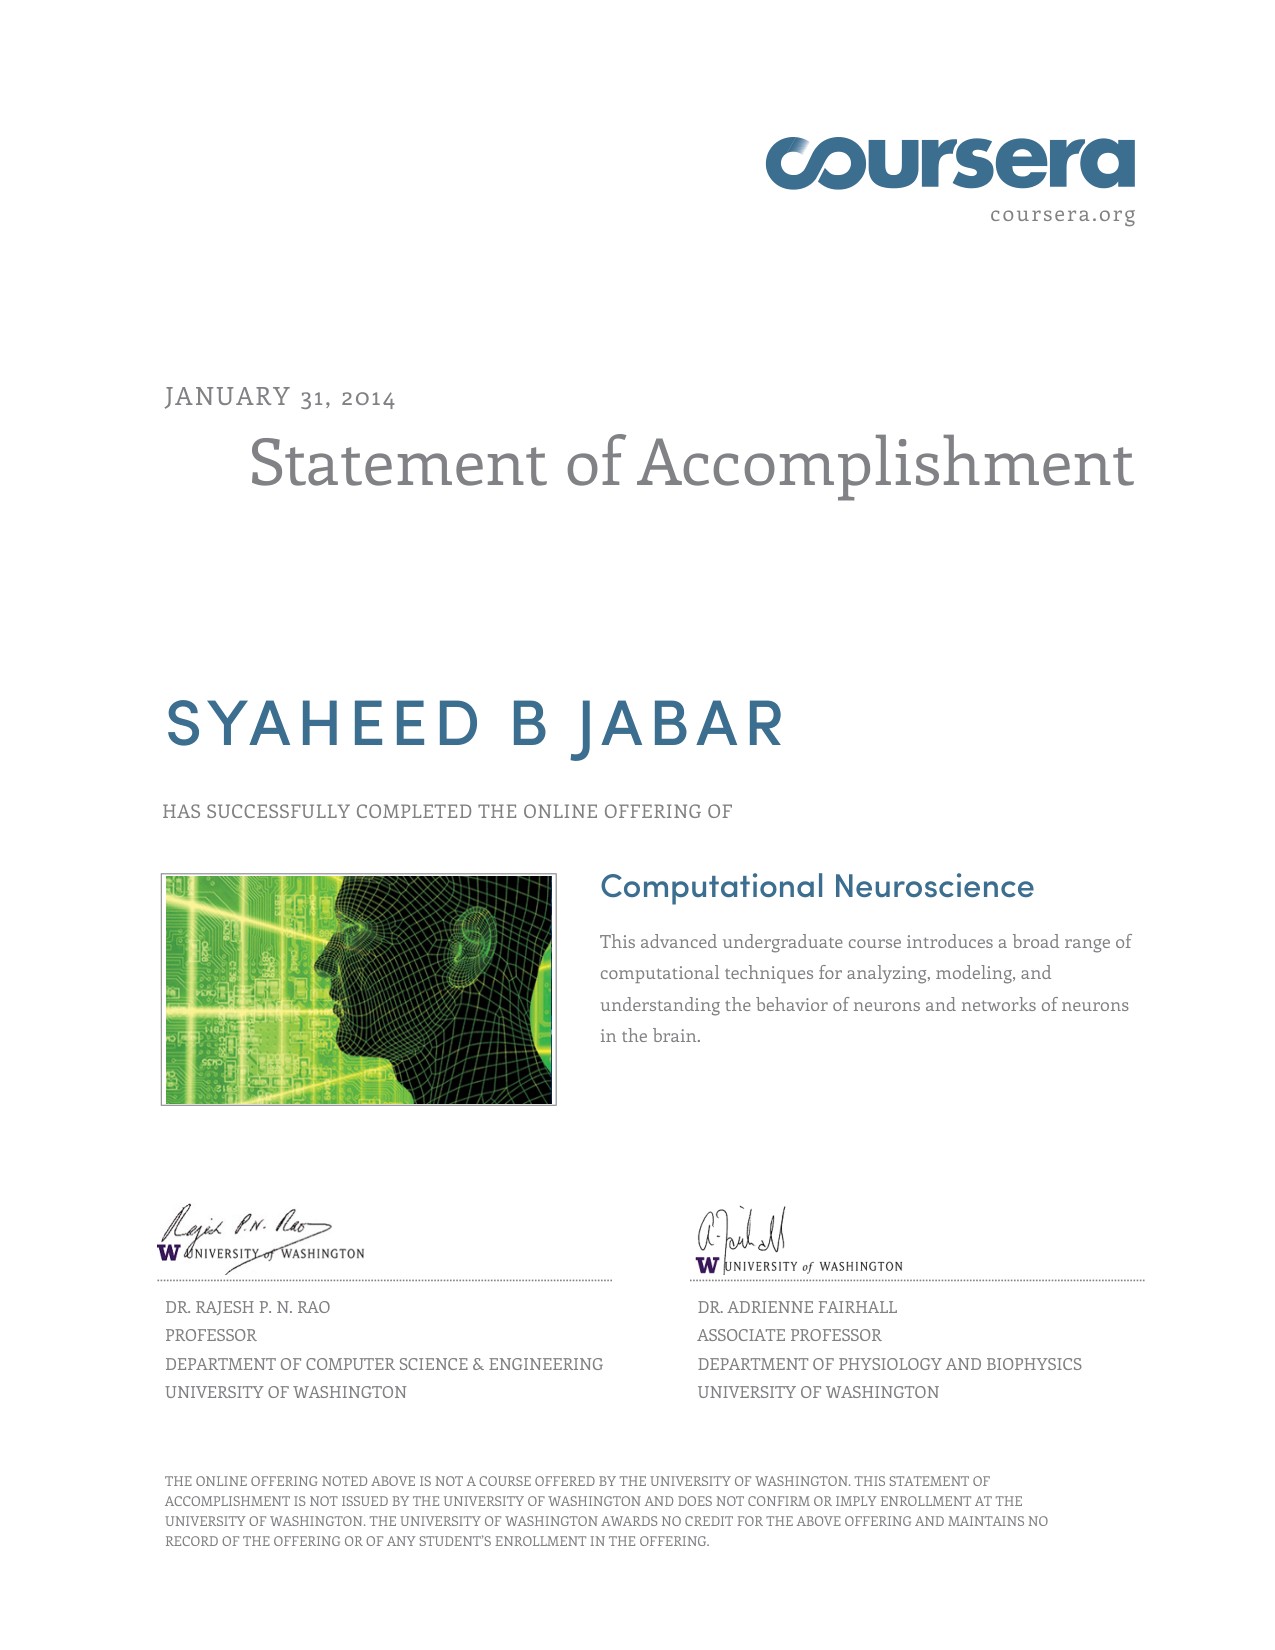 coursera
coursera.org
JANUARY 31, 2014
Statement of Accomplishment
SYAHEED B JABAR
HAS SUCCESSFULLY COMPLETED THE ONLINE OFFERING OF
Computational Neuroscience
This advanced undergraduate course introduces a broad range of
computational techniques for analyzing, modeling, and
understanding the behavior of neurons and networks of neurons
in the brain.
Rajesh P.N. Rao
W UNIVERSITY of WASHINGTON
DR. RAJESH P. N. RAO
PROFESSOR
DEPARTMENT OF COMPUTER SCIENCE & ENGINEERING
UNIVERSITY OF WASHINGTON
A. Fairhall
W UNIVERSITY of WASHINGTON
DR. ADRIENNE FAIRHALL
ASSOCIATE PROFESSOR
DEPARTMENT OF PHYSIOLOGY AND BIOPHYSICS
UNIVERSITY OF WASHINGTON
THE ONLINE OFFERING NOTED ABOVE IS NOT A COURSE OFFERED BY THE UNIVERSITY OF WASHINGTON. THIS STATEMENT OF
ACCOMPLISHMENT IS NOT ISSUED BY THE UNIVERSITY OF WASHINGTON AND DOES NOT CONFIRM OR IMPLY ENROLLMENT AT THE
UNIVERSITY OF WASHINGTON. THE UNIVERSITY OF WASHINGTON AWARDS NO CREDIT FOR THE ABOVE OFFERING AND MAINTAINS NO
RECORD OF THE OFFERING OR OF ANY STUDENT'S ENROLLMENT IN THE OFFERING.